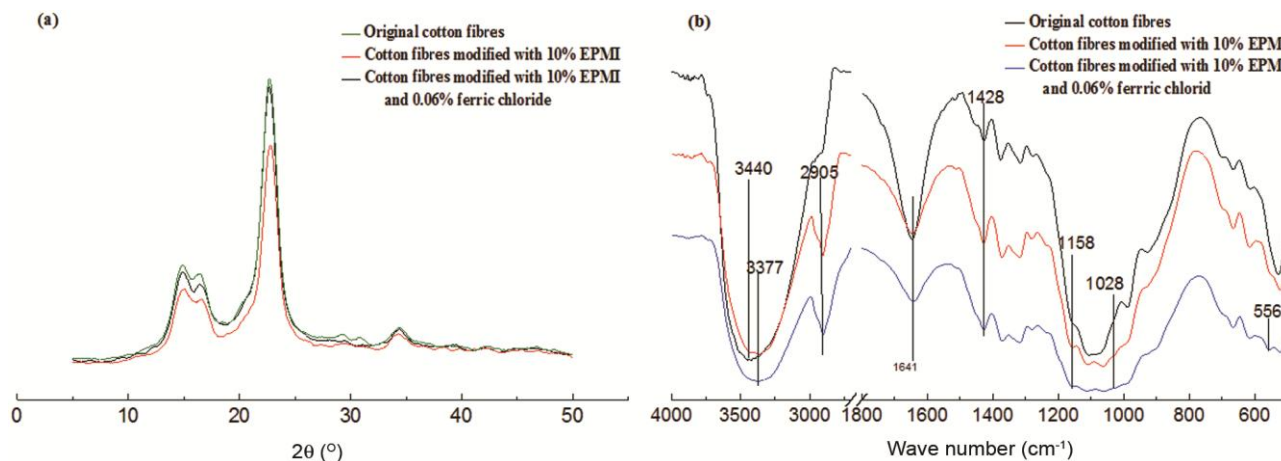 (a)
Original cotton fibres
Cotton fibres modified with 10% EPMI
Cotton fibres modified with 10% EPMI
and 0.06% ferric chloride
0
10
20
30
40
50
2θ (O)
(b)
Original cotton fibres
Cotton fibres modified with 10% EPM
Cotton fibres modified with 10% EPM
and 0.06% ferrric chlorid
3440
3377
2905
1641
1428
1158
1028
556
4000
3500
3000
1800
1600
1400
1200
1000
800
600
Wave number (cm-1)